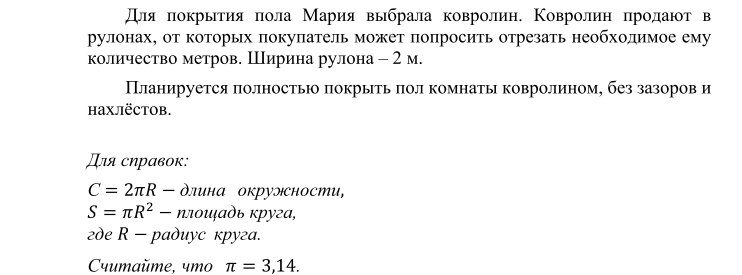 Для покрытия пола Мария выбрала ковролин. Ковролин продают в
рулонах, от которых покупатель может попросить отрезать необходимое ему
количество метров. Ширина рулона – 2 м.
Планируется полностью покрыть пол комнаты ковролином, без зазоров и
нахлёстов.
Для справок:
C = 2πR − длина окружности,
S = πR² − площадь круга,
где R − радиус круга.
Считайте, что π = 3,14.